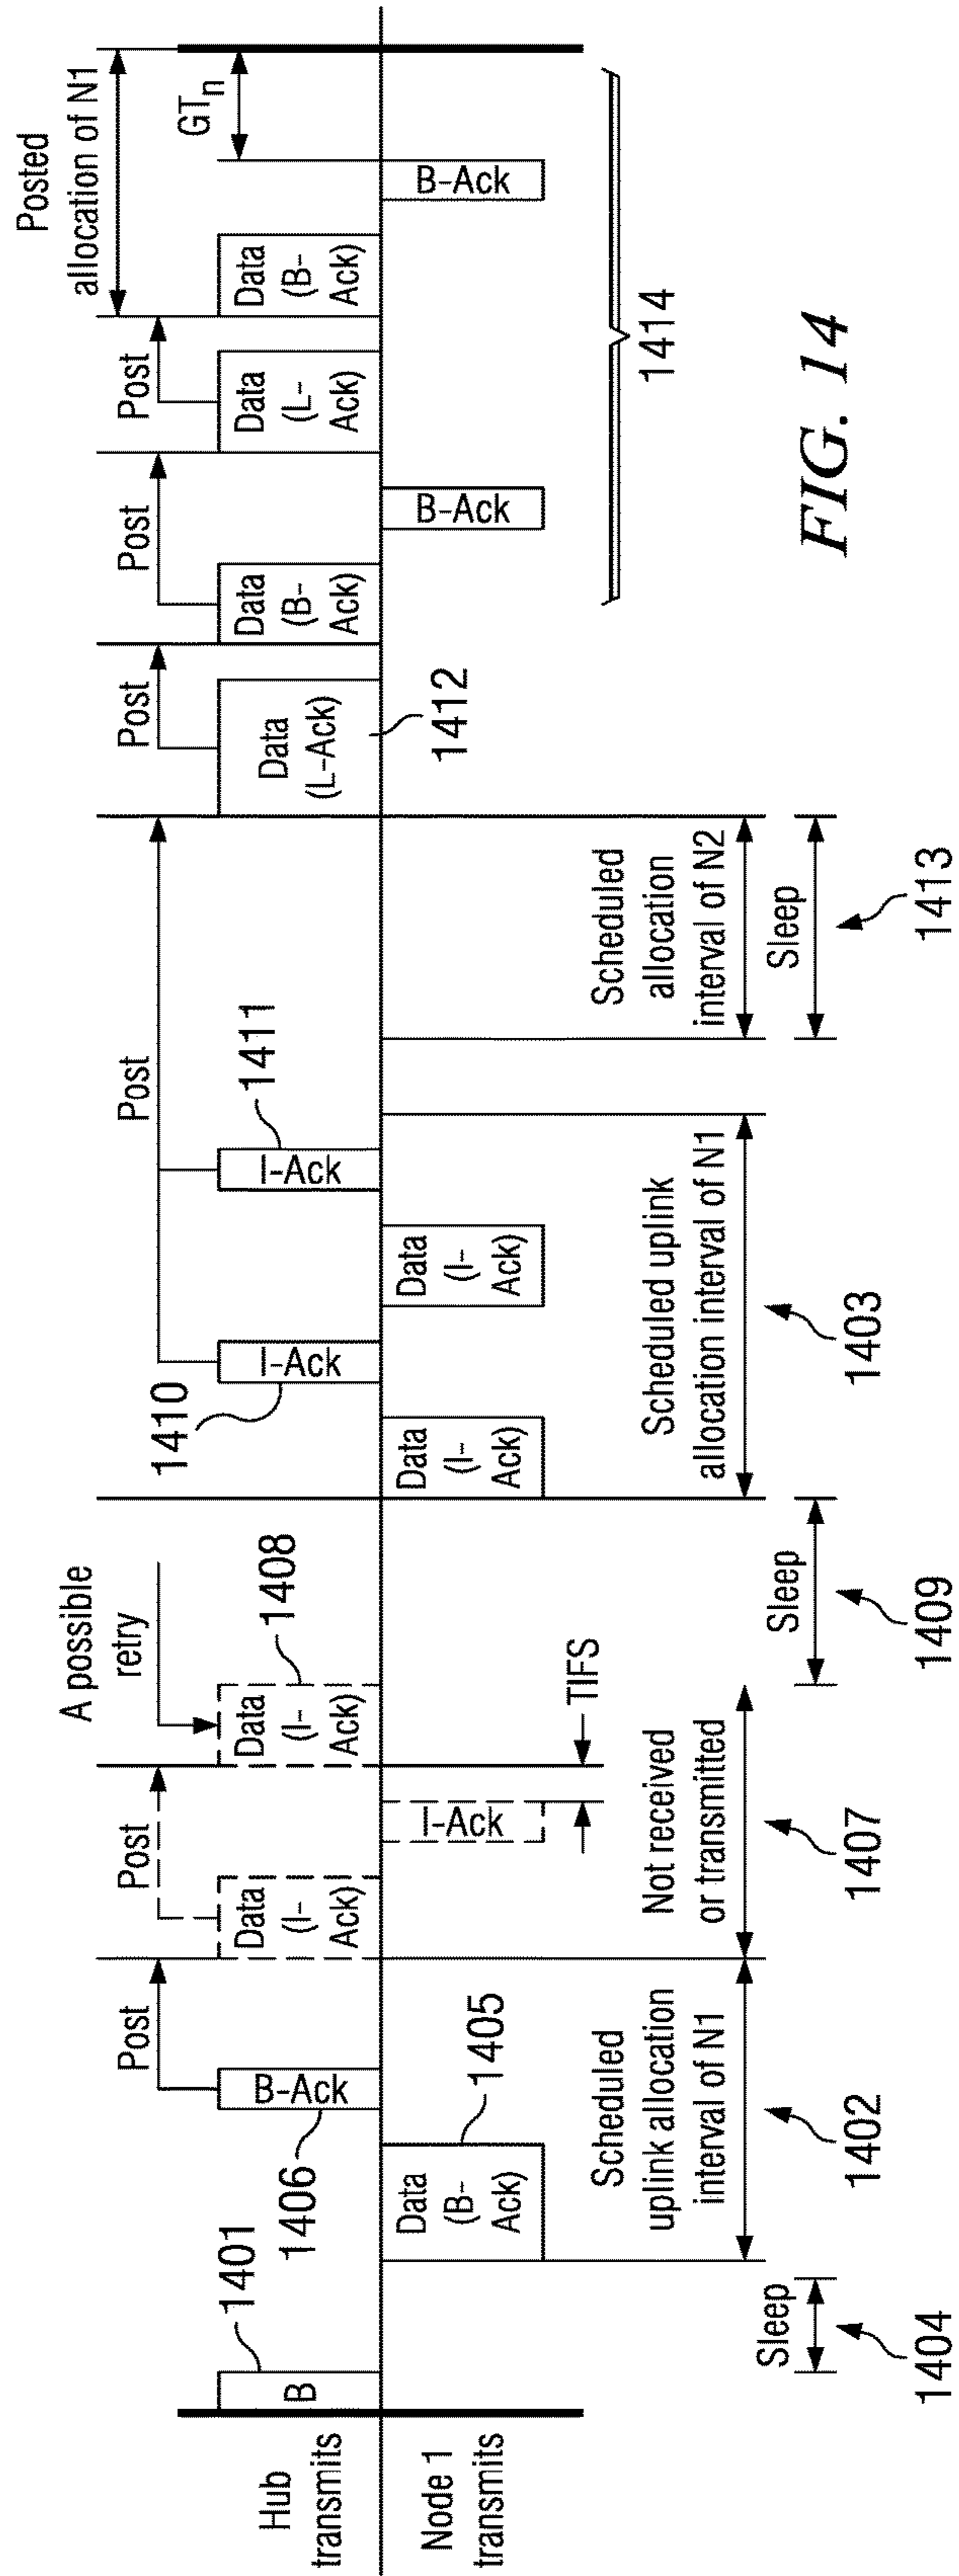 Hub
transmits
Node 1
transmits
B
1401
Sleep
1404
Data
(B-
Ack)
1405
B-Ack
1406
Post
Scheduled
uplink allocation
interval of N1
1402
Data
(I-
Ack)
Post
I-Ack
TIFS
A possible
retry
Data
(I-
Ack)
1408
Not received
or transmitted
1407
Sleep
1409
Data
(I-
Ack)
I-Ack
1410
Data
(I-
Ack)
I-Ack
1411
Post
Scheduled uplink
allocation interval of N1
1403
Scheduled
allocation
interval of N2
Sleep
1413
Data
(L-Ack)
1412
Post
Data
(B-
Ack)
Post
B-Ack
Data
(L-
Ack)
Post
Data
(B-
Ack)
B-Ack
Posted
allocation of N1
GTn
1414
FIG. 14